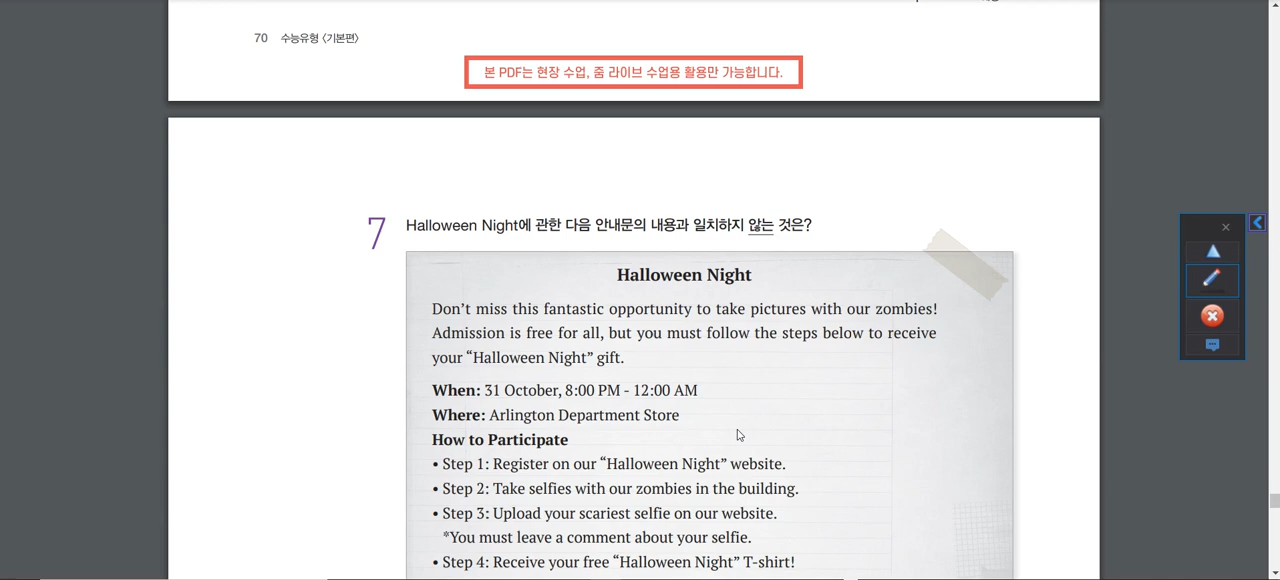 70 수능유형 〈기본편〉
본 PDF는 현장 수업, 줌 라이브 수업용 활용만 가능합니다.
7 Halloween Night에 관한 다음 안내문의 내용과 일치하지 않는 것은?
Halloween Night
Don’t miss this fantastic opportunity to take pictures with our zombies!
Admission is free for all, but you must follow the steps below to receive
your “Halloween Night” gift.
When: 31 October, 8:00 PM - 12:00 AM
Where: Arlington Department Store
How to Participate
• Step 1: Register on our “Halloween Night” website.
• Step 2: Take selfies with our zombies in the building.
• Step 3: Upload your scariest selfie on our website.
*You must leave a comment about your selfie.
• Step 4: Receive your free “Halloween Night” T-shirt!